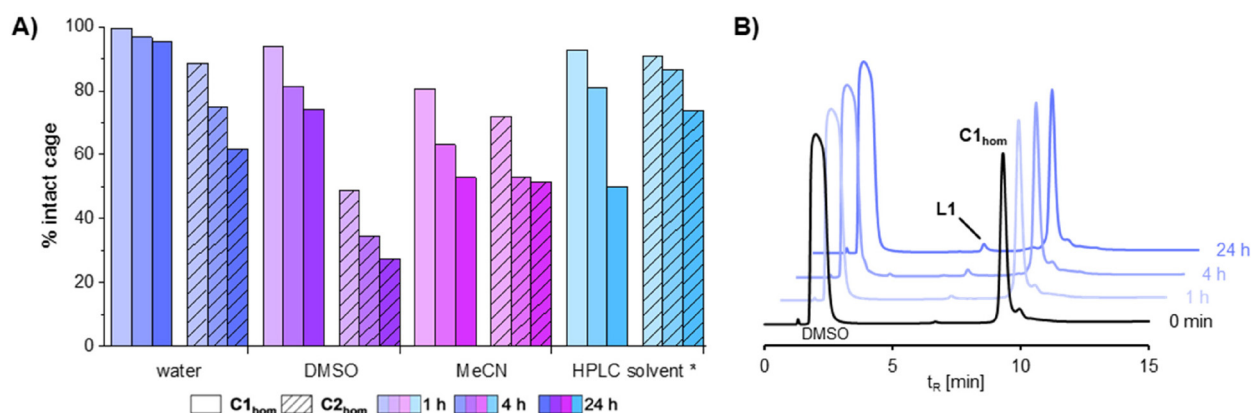 A)
% intact cage
100
80
60
40
20
0
water
DMSO
MeCN
HPLC solvent *
C1hom
C2hom
1 h
4 h
24 h
B)
C1hom
L1
24 h
4 h
1 h
0 min
DMSO
0
5
10
15
tR [min]